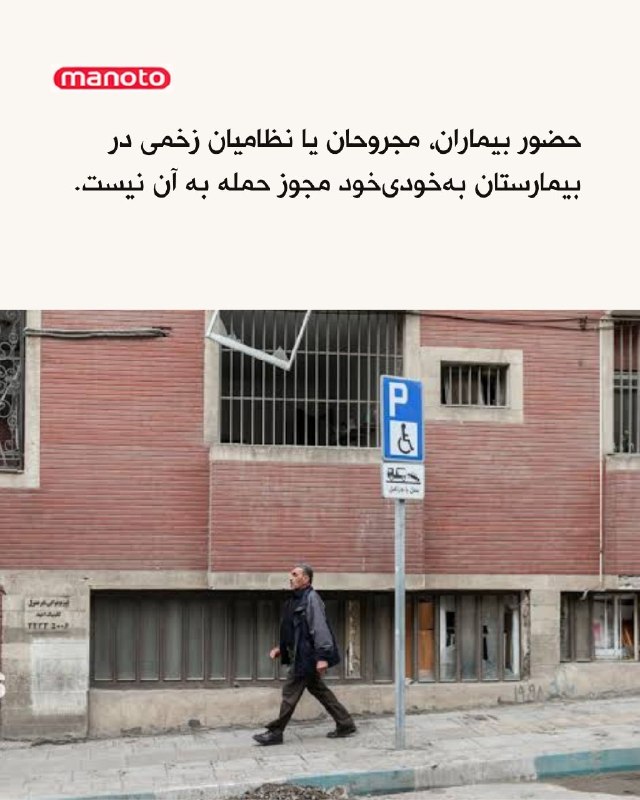 manoto
حضور بیماران، مجروحان یا نظامیان زخمی در
بیمارستان به‌خودی‌خود مجوز حمله به آن نیست.
P